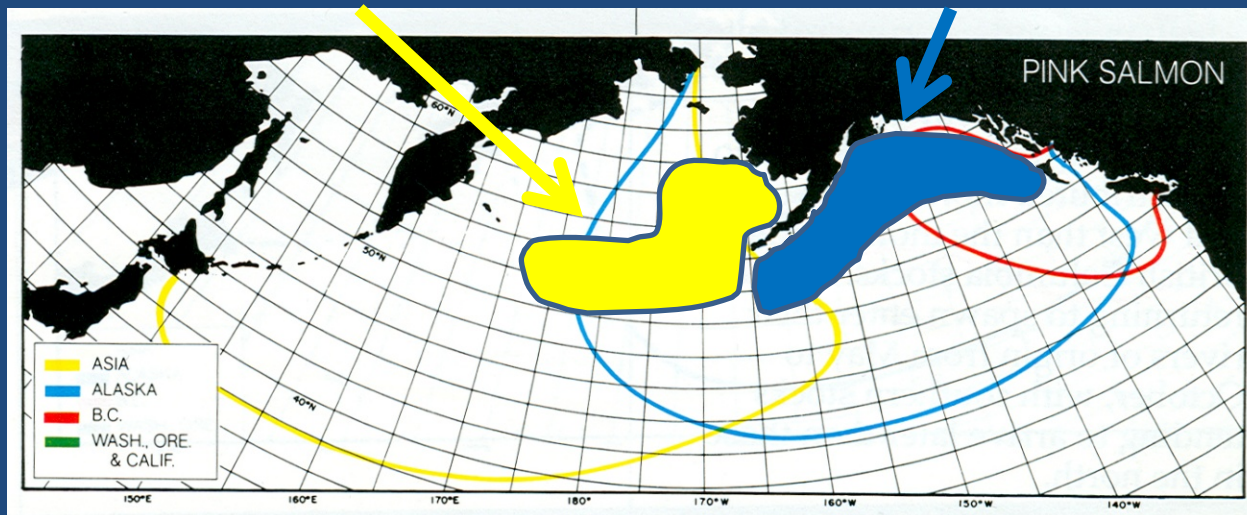 PINK SALMON
60°N
50°N
40°N
ASIA
ALASKA
B.C.
WASH., ORE.
& CALIF.
150°E
160°E
170°E
180°
170°W
160°W
150°W
140°W